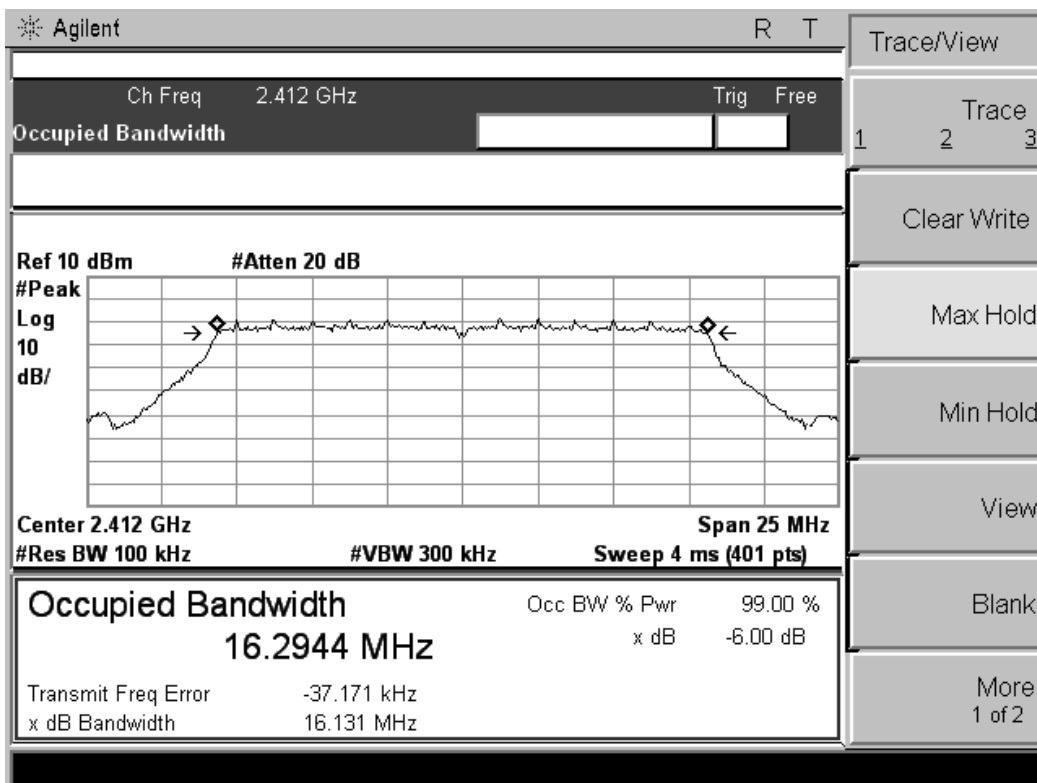 Agilent R T
Trace/View
Ch Freq 2.412 GHz Trig Free
Occupied Bandwidth
Trace
1 2 3
Clear Write
Max Hold
Min Hold
View
Blank
More
1 of 2
Ref 10 dBm #Atten 20 dB
#Peak
Log
10
dB/
Center 2.412 GHz Span 25 MHz
#Res BW 100 kHz #VBW 300 kHz Sweep 4 ms (401 pts)
Occupied Bandwidth
16.2944 MHz
Occ BW % Pwr 99.00 %
x dB -6.00 dB
Transmit Freq Error -37.171 kHz
x dB Bandwidth 16.131 MHz